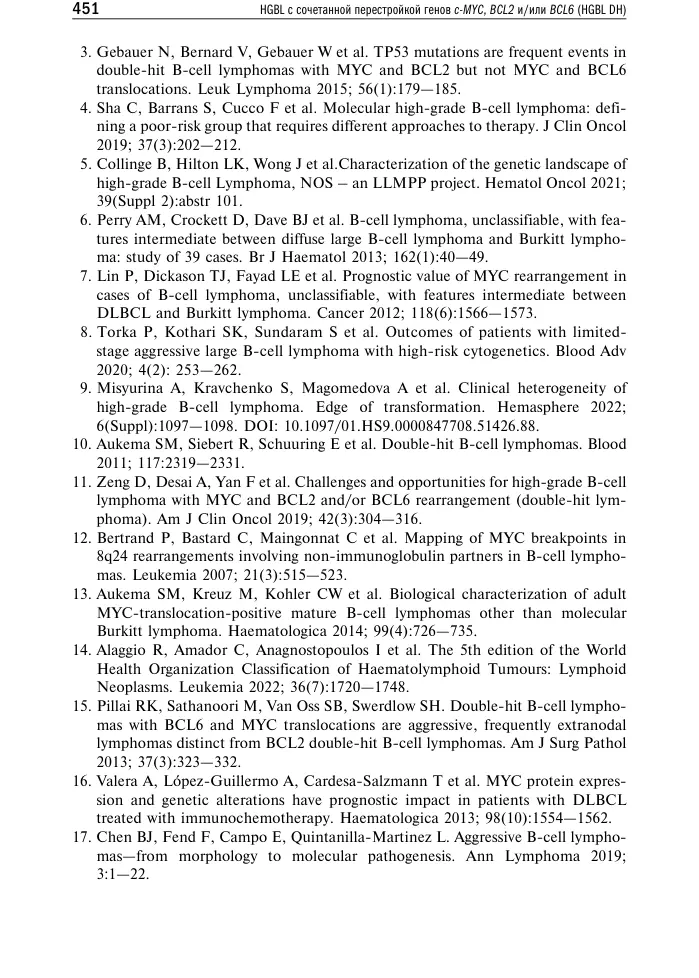 451
HGBL с сочетанной перестройкой генов c-MYC, BCL2 и/или BCL6 (HGBL DH)
3. Gebauer N, Bernard V, Gebauer W et al. TP53 mutations are frequent events in
double-hit B-cell lymphomas with MYC and BCL2 but not MYC and BCL6
translocations. Leuk Lymphoma 2015; 56(1):179—185.
4. Sha C, Barrans S, Cucco F et al. Molecular high-grade B-cell lymphoma: defi-
ning a poor-risk group that requires different approaches to therapy. J Clin Oncol
2019; 37(3):202—212.
5. Collinge B, Hilton LK, Wong J et al.Characterization of the genetic landscape of
high-grade B-cell Lymphoma, NOS – an LLMPP project. Hematol Oncol 2021;
39(Suppl 2):abstr 101.
6. Perry AM, Crockett D, Dave BJ et al. B-cell lymphoma, unclassifiable, with fea-
tures intermediate between diffuse large B-cell lymphoma and Burkitt lympho-
ma: study of 39 cases. Br J Haematol 2013; 162(1):40—49.
7. Lin P, Dickason TJ, Fayad LE et al. Prognostic value of MYC rearrangement in
cases of B-cell lymphoma, unclassifiable, with features intermediate between
DLBCL and Burkitt lymphoma. Cancer 2012; 118(6):1566—1573.
8. Torka P, Kothari SK, Sundaram S et al. Outcomes of patients with limited-
stage aggressive large B-cell lymphoma with high-risk cytogenetics. Blood Adv
2020; 4(2): 253—262.
9. Misyurina A, Kravchenko S, Magomedova A et al. Clinical heterogeneity of
high-grade B-cell lymphoma. Edge of transformation. Hemasphere 2022;
6(Suppl):1097—1098. DOI: 10.1097/01.HS9.0000847708.51426.88.
10. Aukema SM, Siebert R, Schuuring E et al. Double-hit B-cell lymphomas. Blood
2011; 117:2319—2331.
11. Zeng D, Desai A, Yan F et al. Challenges and opportunities for high-grade B-cell
lymphoma with MYC and BCL2 and/or BCL6 rearrangement (double-hit lym-
phoma). Am J Clin Oncol 2019; 42(3):304—316.
12. Bertrand P, Bastard C, Maingonnat C et al. Mapping of MYC breakpoints in
8q24 rearrangements involving non-immunoglobulin partners in B-cell lympho-
mas. Leukemia 2007; 21(3):515—523.
13. Aukema SM, Kreuz M, Kohler CW et al. Biological characterization of adult
MYC-translocation-positive mature B-cell lymphomas other than molecular
Burkitt lymphoma. Haematologica 2014; 99(4):726—735.
14. Alaggio R, Amador C, Anagnostopoulos I et al. The 5th edition of the World
Health Organization Classification of Haematolymphoid Tumours: Lymphoid
Neoplasms. Leukemia 2022; 36(7):1720—1748.
15. Pillai RK, Sathanoori M, Van Oss SB, Swerdlow SH. Double-hit B-cell lympho-
mas with BCL6 and MYC translocations are aggressive, frequently extranodal
lymphomas distinct from BCL2 double-hit B-cell lymphomas. Am J Surg Pathol
2013; 37(3):323—332.
16. Valera A, López-Guillermo A, Cardesa-Salzmann T et al. MYC protein expres-
sion and genetic alterations have prognostic impact in patients with DLBCL
treated with immunochemotherapy. Haematologica 2013; 98(10):1554—1562.
17. Chen BJ, Fend F, Campo E, Quintanilla-Martinez L. Aggressive B-cell lympho-
mas—from morphology to molecular pathogenesis. Ann Lymphoma 2019;
3:1—22.